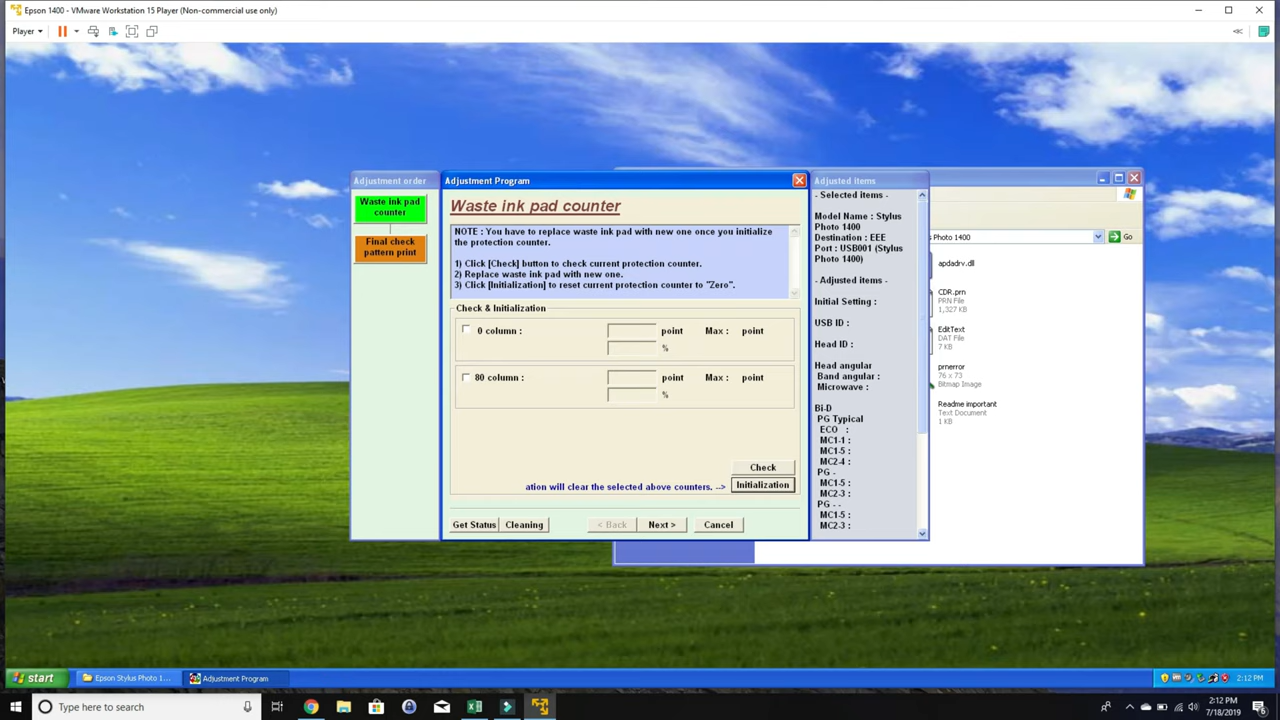 Epson 1400 - VMware Workstation 15 Player (Non-commercial use only)
Player
Adjustment order
Waste ink pad
counter
Final check
pattern print
Adjustment Program
Waste ink pad counter
NOTE : You have to replace waste ink pad with new one once you initialize
the protection counter.
1) Click [Check] button to check current protection counter.
2) Replace waste ink pad with new one.
3) Click [Initialization] to reset current protection counter to "Zero".
Check & Initialization
0 column : point Max : point
%
80 column : point Max : point
%
Check
ation will clear the selected above counters. --> Initialization
Get Status Cleaning < Back Next > Cancel
Adjusted items
- Selected items -
Model Name : Stylus
Photo 1400
Destination : EEE
Port : USB001 (Stylus
Photo 1400)
- Adjusted items -
Initial Setting :
USB ID :
Head ID :
Head angular
Band angular :
Microwave :
Bi-D
PG Typical
ECO :
MC1-1 :
MC1-5 :
MC2-4 :
PG -
MC1-5 :
MC2-3 :
PG - -
MC1-5 :
MC2-3 :
s Photo 1400 Go
apdadrv.dll
CDR.prn
PRN File
1,327 KB
EditText
DAT File
7 KB
prnerror
76 x 73
Bitmap Image
Readme important
Text Document
1 KB
start Epson Stylus Photo 1... Adjustment Program 2:12 PM
Type here to search
2:12 PM
7/18/2019